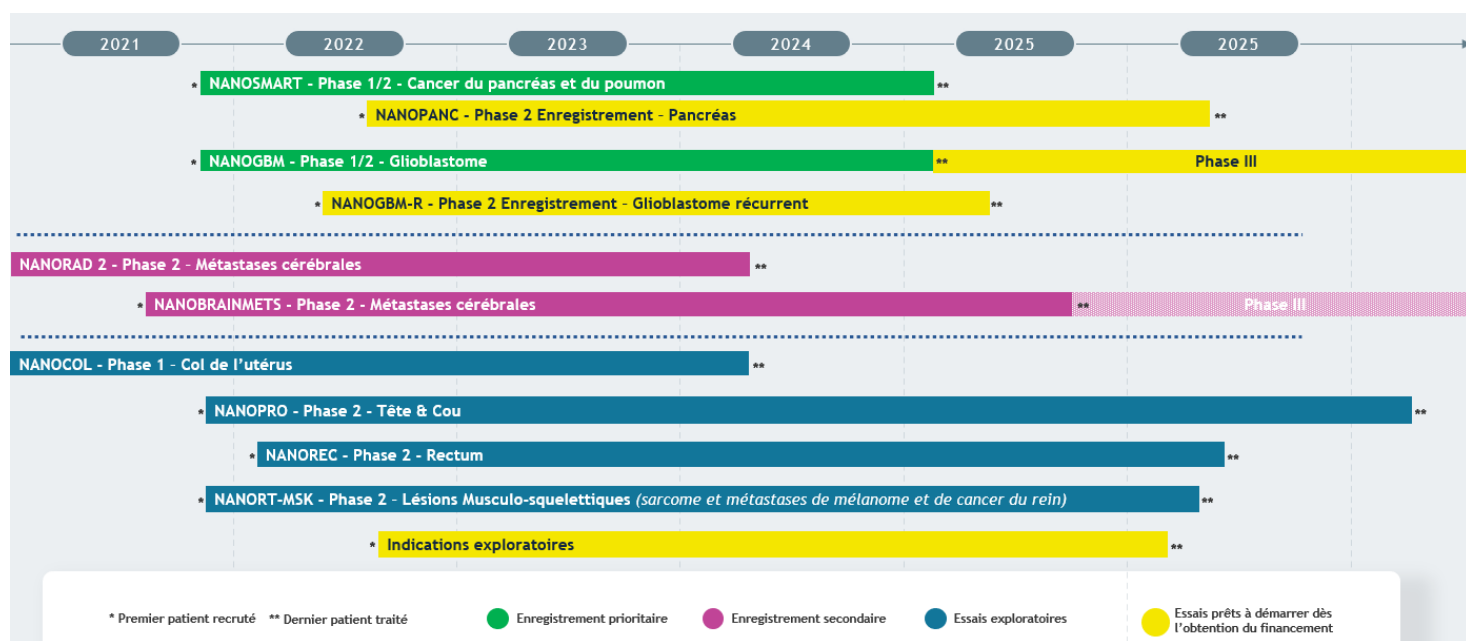 2021 2022 2023 2024 2025 2025
* NANOSMART - Phase 1/2 - Cancer du pancréas et du poumon **
* NANOPANC - Phase 2 Enregistrement – Pancréas **
* NANOGBM - Phase 1/2 - Glioblastome ** Phase III
* NANOGBM-R - Phase 2 Enregistrement – Glioblastome récurrent **
NANORAD 2 - Phase 2 – Métastases cérébrales **
* NANOBRAINMETS - Phase 2 - Métastases cérébrales ** Phase III
NANOCOL - Phase 1 – Col de l'utérus **
* NANOPRO - Phase 2 - Tête & Cou **
* NANOREC - Phase 2 - Rectum **
* NANORT-MSK - Phase 2 – Lésions Musculo-squelettiques (sarcome et métastases de mélanome et de cancer du rein) **
* Indications exploratoires **
* Premier patient recruté ** Dernier patient traité Enregistrement prioritaire Enregistrement secondaire Essais exploratoires Essais prêts à démarrer dès
l'obtention du financement